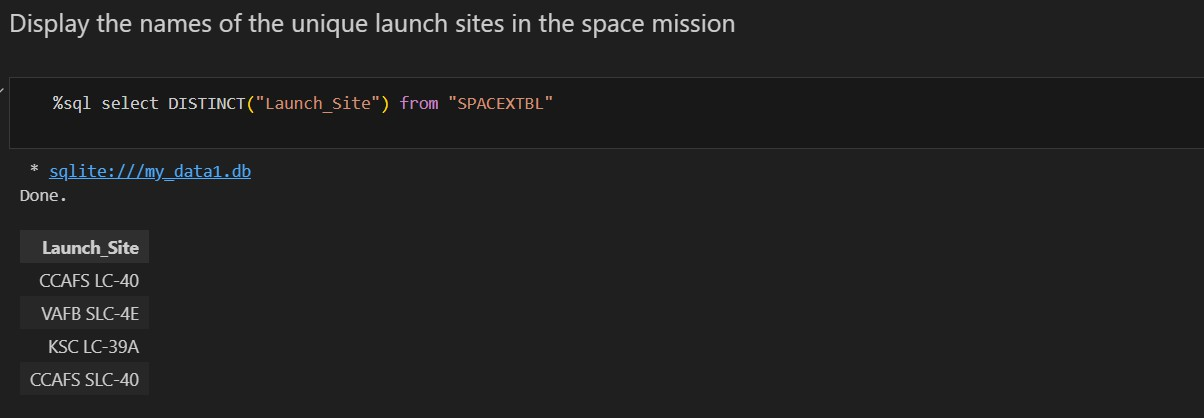 Display the names of the unique launch sites in the space mission
%sql select DISTINCT("Launch_Site") from "SPACEXTBL"
* sqlite:///my_data1.db
Done.
Launch_Site
CCAFS LC-40
VAFB SLC-4E
KSC LC-39A
CCAFS SLC-40